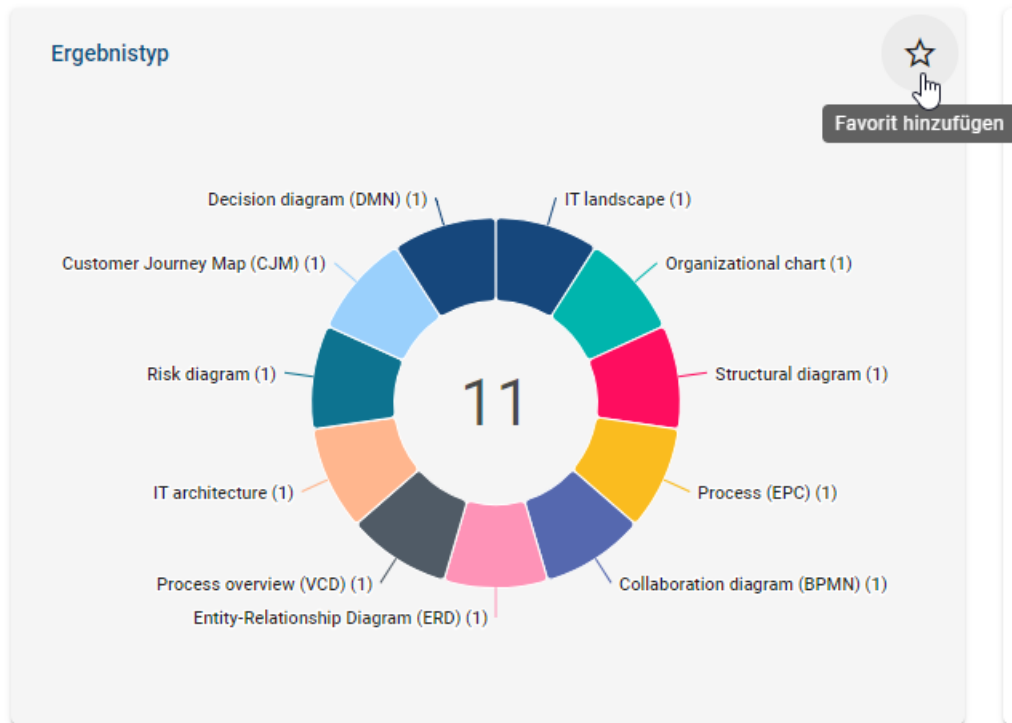 Ergebnistyp
Favorit hinzufügen
Decision diagram (DMN) (1)
IT landscape (1)
Customer Journey Map (CJM) (1)
Organizational chart (1)
Risk diagram (1)
Structural diagram (1)
11
IT architecture (1)
Process (EPC) (1)
Process overview (VCD) (1)
Collaboration diagram (BPMN) (1)
Entity-Relationship Diagram (ERD) (1)